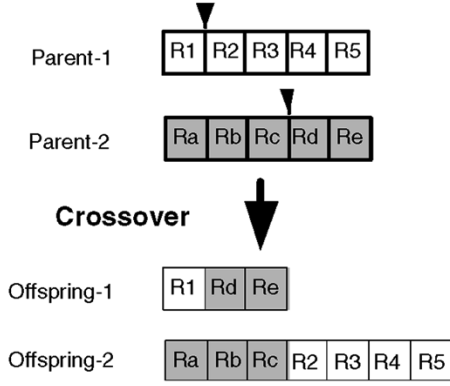 Parent-1 R1 R2 R3 R4 R5
Parent-2 Ra Rb Rc Rd Re
Crossover
Offspring-1 R1 Rd Re
Offspring-2 Ra Rb Rc R2 R3 R4 R5